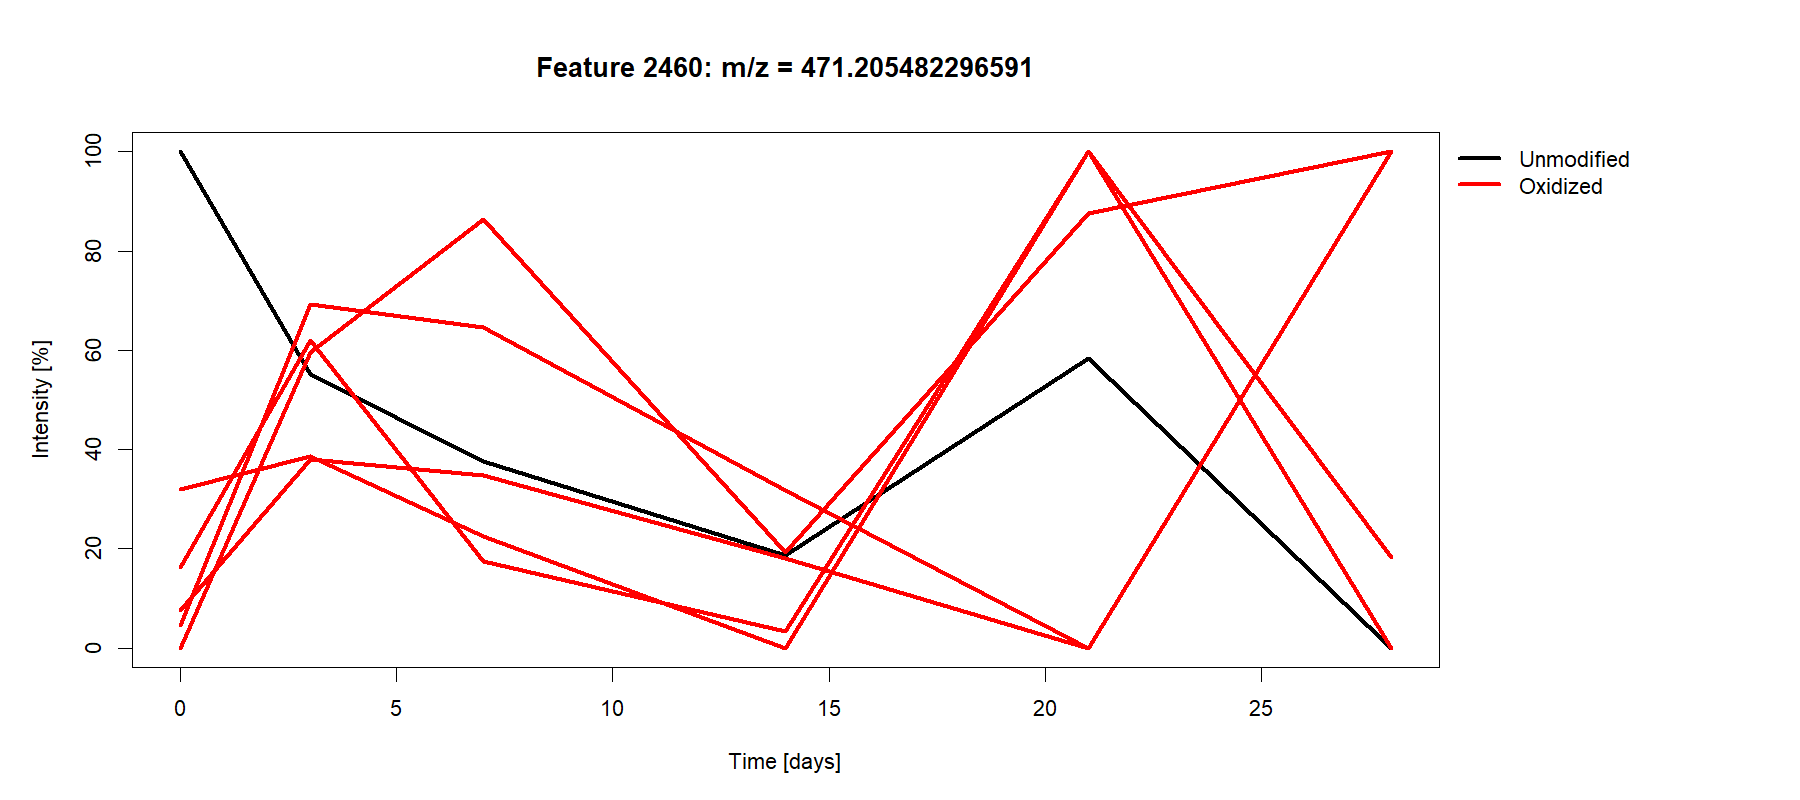 Feature 2460: m/z = 471.205482296591
Intensity [%]
100
80
60
40
20
0
0 5 10 15 20 25
Time [days]
Unmodified
Oxidized